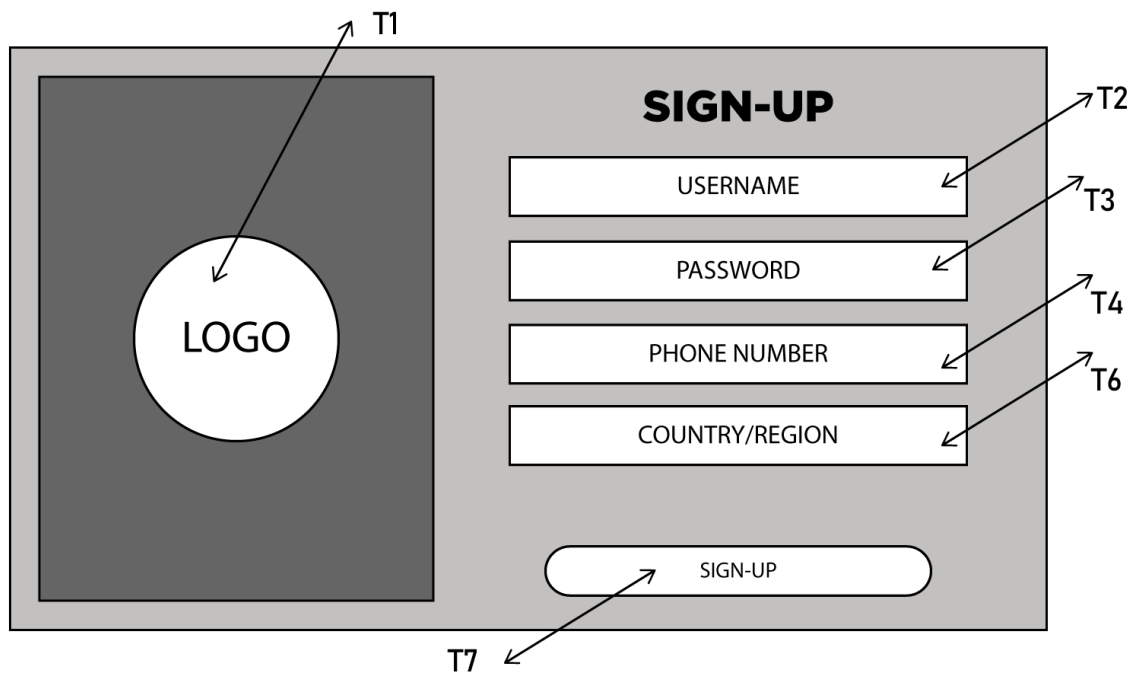 T1
SIGN-UP
T2
USERNAME
T3
PASSWORD
T4
PHONE NUMBER
T6
COUNTRY/REGION
LOGO
SIGN-UP
T7